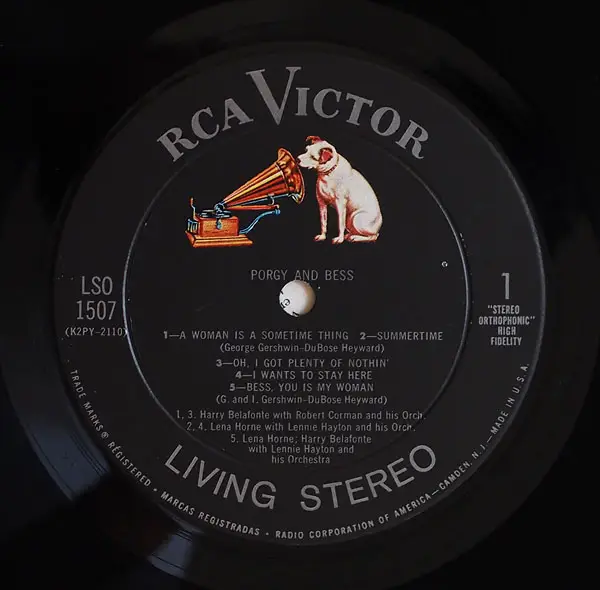 RCA VICTOR
PORGY AND BESS
LSO
1507
(K2PY-2110)
1
"STEREO
ORTHOPHONIC"
HIGH
FIDELITY
1—A WOMAN IS A SOMETIME THING 2—SUMMERTIME
(George Gershwin-DuBose Heyward)
3—OH, I GOT PLENTY OF NOTHIN'
4—I WANTS TO STAY HERE
5—BESS, YOU IS MY WOMAN
(G. and I. Gershwin-DuBose Heyward)
1, 3. Harry Belafonte with Robert Corman and his Orch.
2, 4. Lena Horne with Lennie Hayton and his Orch.
5. Lena Horne; Harry Belafonte
with Lennie Hayton and
his Orchestra
LIVING STEREO
TRADE MARKS ® REGISTERED • MARCAS REGISTRADAS • RADIO CORPORATION OF AMERICA—CAMDEN, N.J.—MADE IN U.S.A.